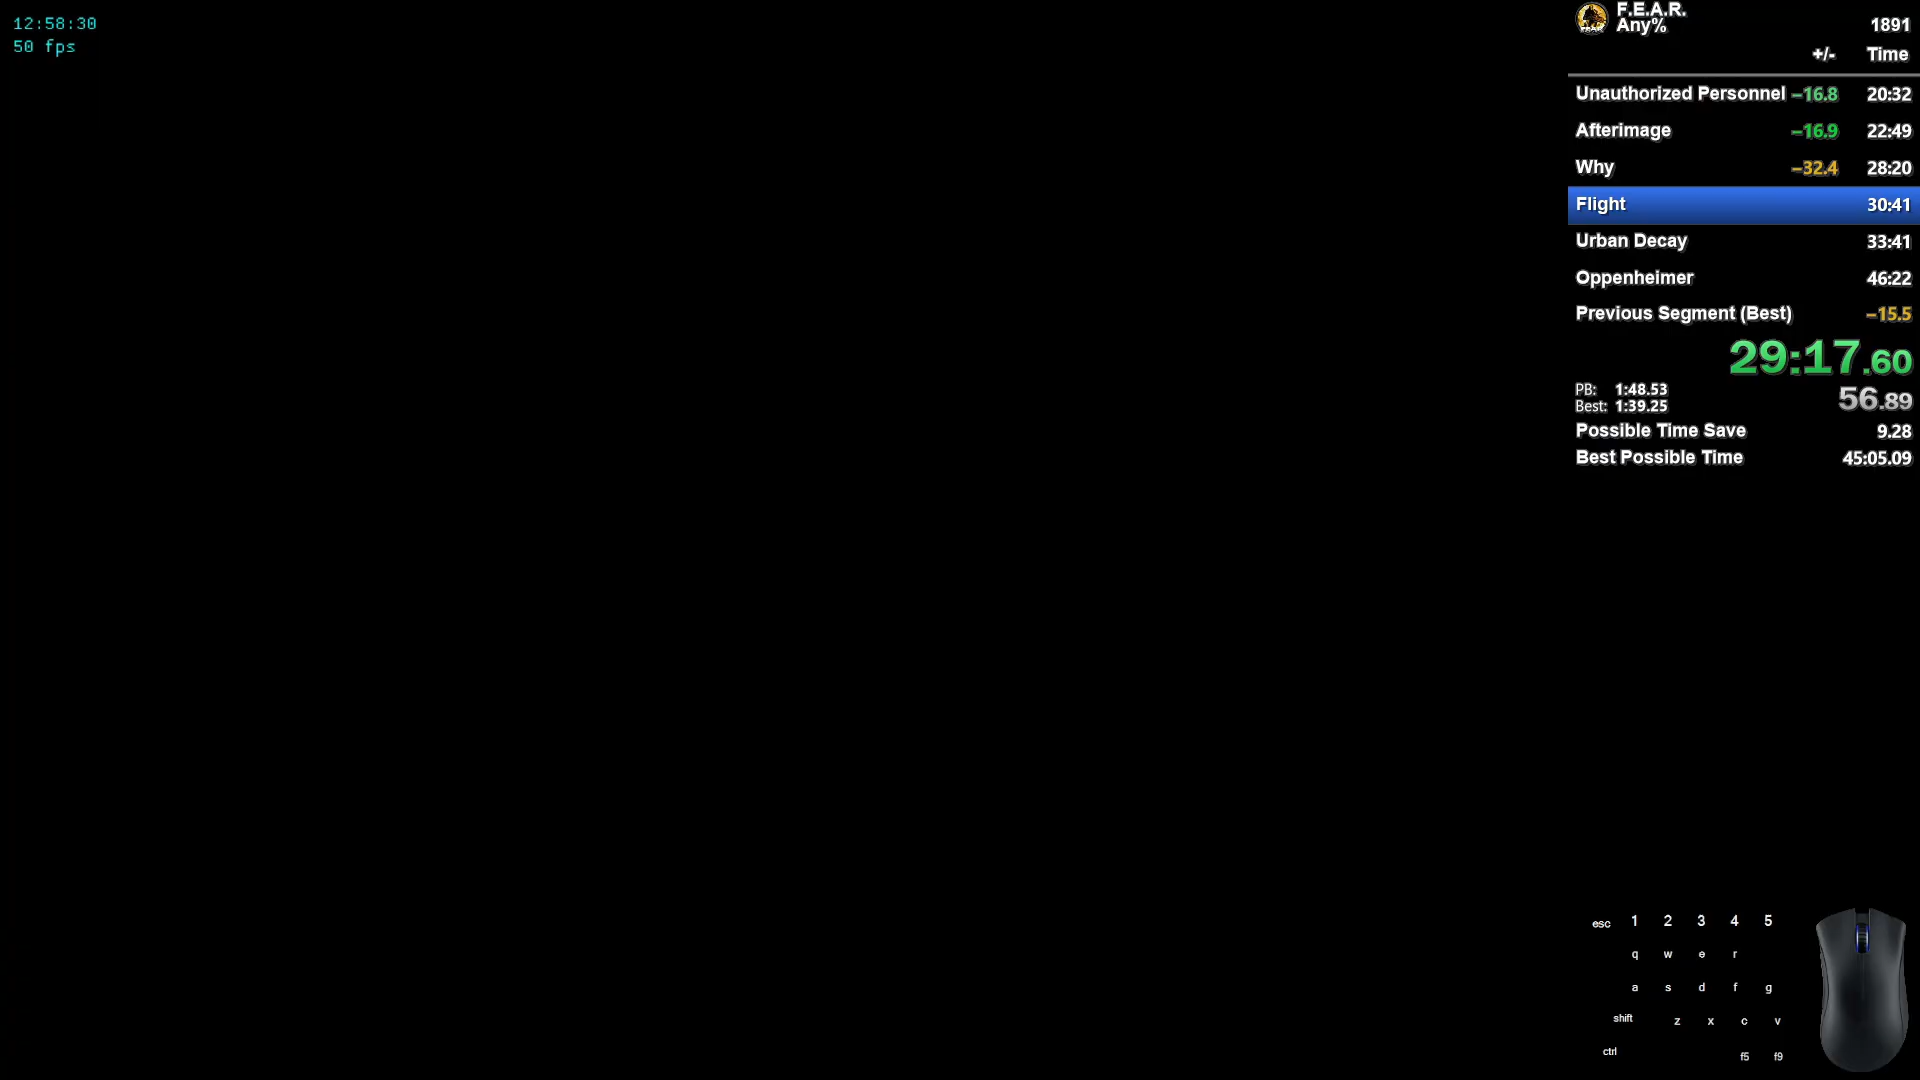 12:58:30
50 fps
F.E.A.R.
Any%
1891
+/- Time
Unauthorized Personnel −16.8 20:32
Afterimage −16.9 22:49
Why −32.4 28:20
Flight 30:41
Urban Decay 33:41
Oppenheimer 46:22
Previous Segment (Best) −15.5
29:17.60
PB: 1:48.53
Best: 1:39.25
56.89
Possible Time Save 9.28
Best Possible Time 45:05.09
esc 1 2 3 4 5
q w e r
a s d f g
shift z x c v
ctrl f5 f9